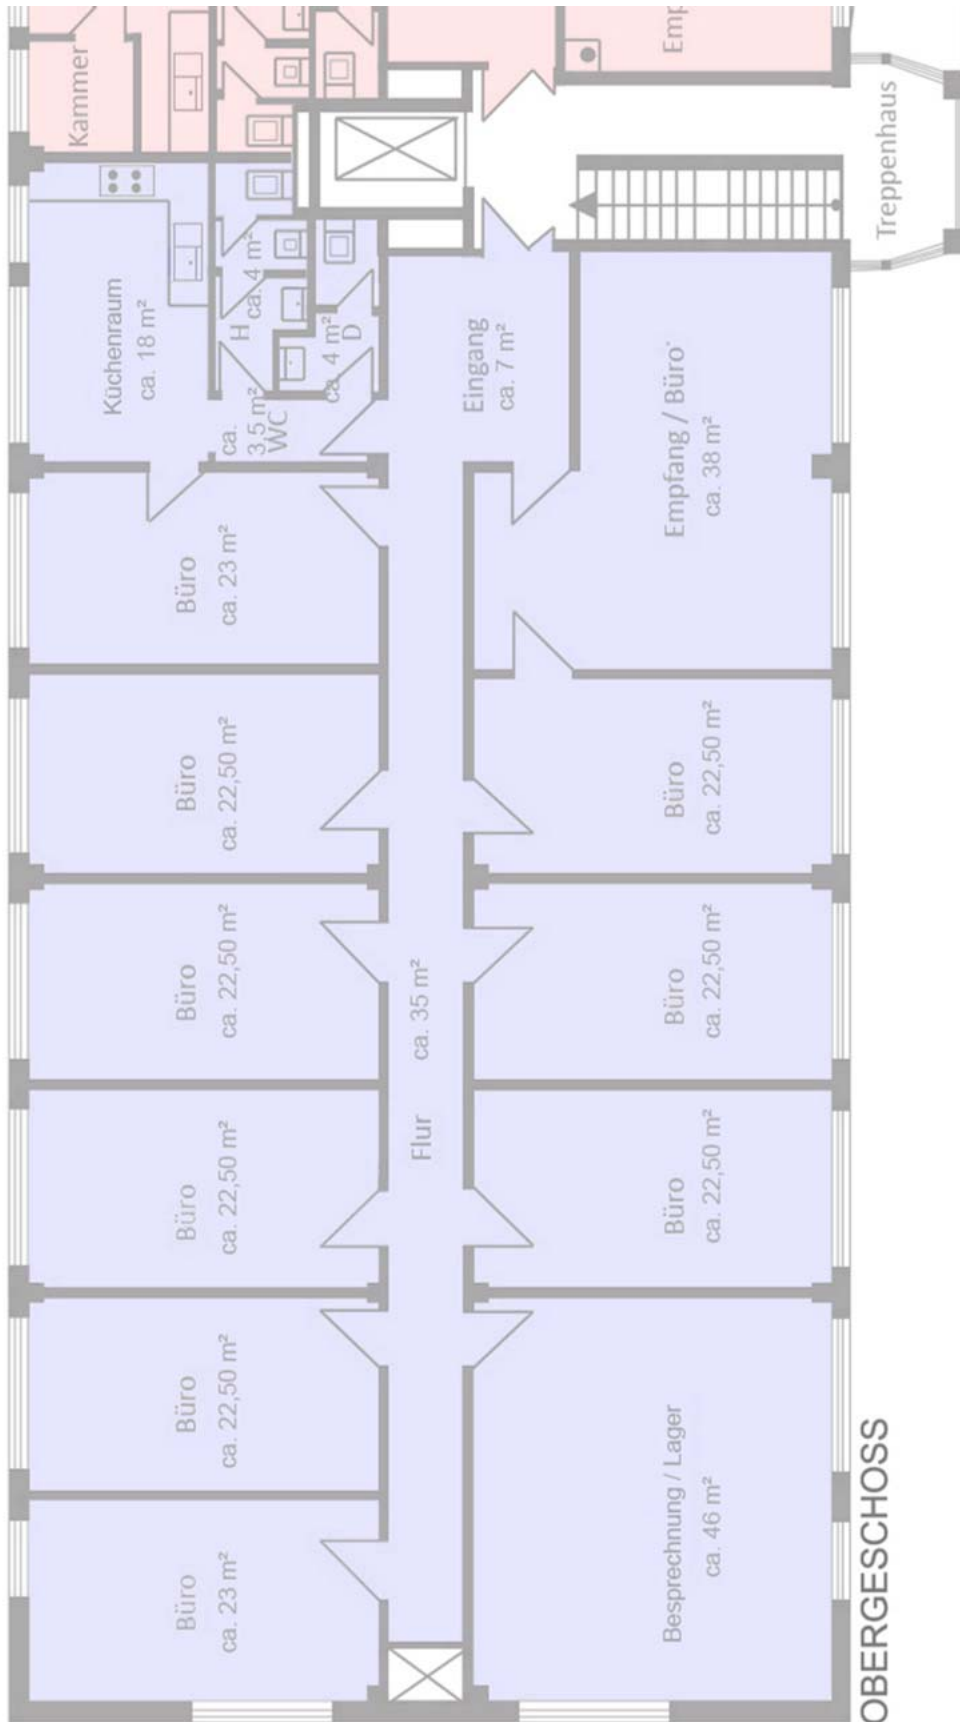 Kammer
Emp
Treppenhaus
Küchenraum
ca. 18 m²
ca. 4 m²
H
ca. 4 m²
D
ca.
3,5 m²
WC
Eingang
ca. 7 m²
Empfang / Büro
ca. 38 m²
Büro
ca. 23 m²
Büro
ca. 22,50 m²
Büro
ca. 22,50 m²
Büro
ca. 22,50 m²
Büro
ca. 22,50 m²
Flur
ca. 35 m²
Büro
ca. 22,50 m²
Büro
ca. 22,50 m²
Büro
ca. 22,50 m²
Büro
ca. 23 m²
Besprechnung / Lager
ca. 46 m²
OBERGESCHOSS